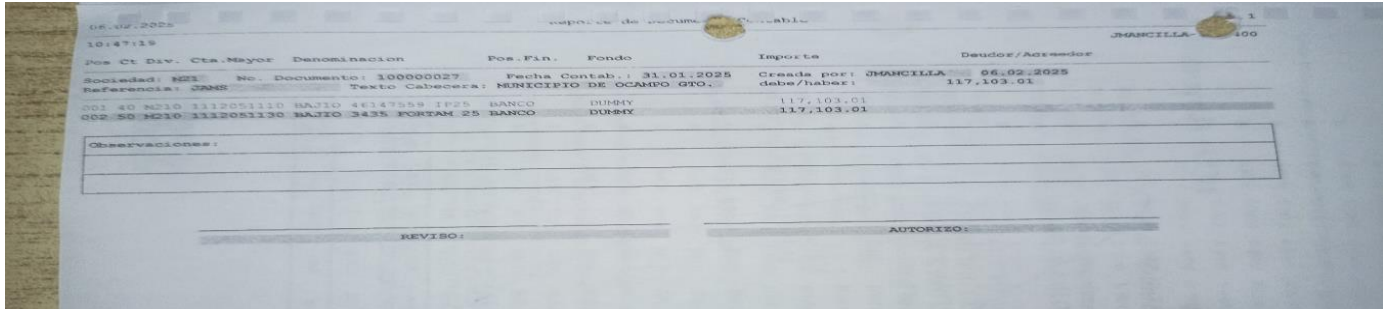 06.02.2025 de
10:47:19 JMANCILLA-
Pos Ct Div. Cta.Mayor Denominacion Pos.Fin. Fondo Importe Deudor/Acreedor
Sociedad: M21 No. Documento: 100000027 Fecha Contab.: 31.01.2025 Creada por: JMANCILLA 06.02.2025
Referencia: JAMS Texto Cabecera: MUNICIPIO DE OCAMPO GTO. debe/haber: 117,103.01
001 40 M210 1112051110 BAJIO 46147559 IP25 BANCO DUMMY 117,103.01
002 50 M210 1112051130 BAJIO 3435 FORTAM 25 BANCO DUMMY 117,103.01
Observaciones:
REVISO: AUTORIZO: